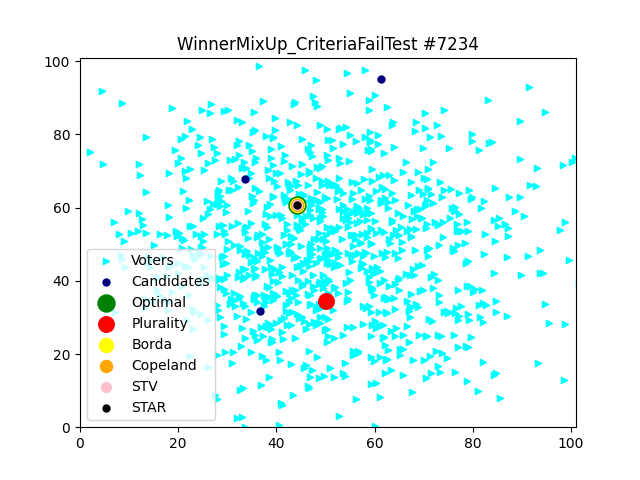 WinnerMixUp_CriteriaFailTest #7234
100
80
60
40
20
0
Voters
Candidates
Optimal
Plurality
Borda
Copeland
STV
STAR
0 20 40 60 80 100